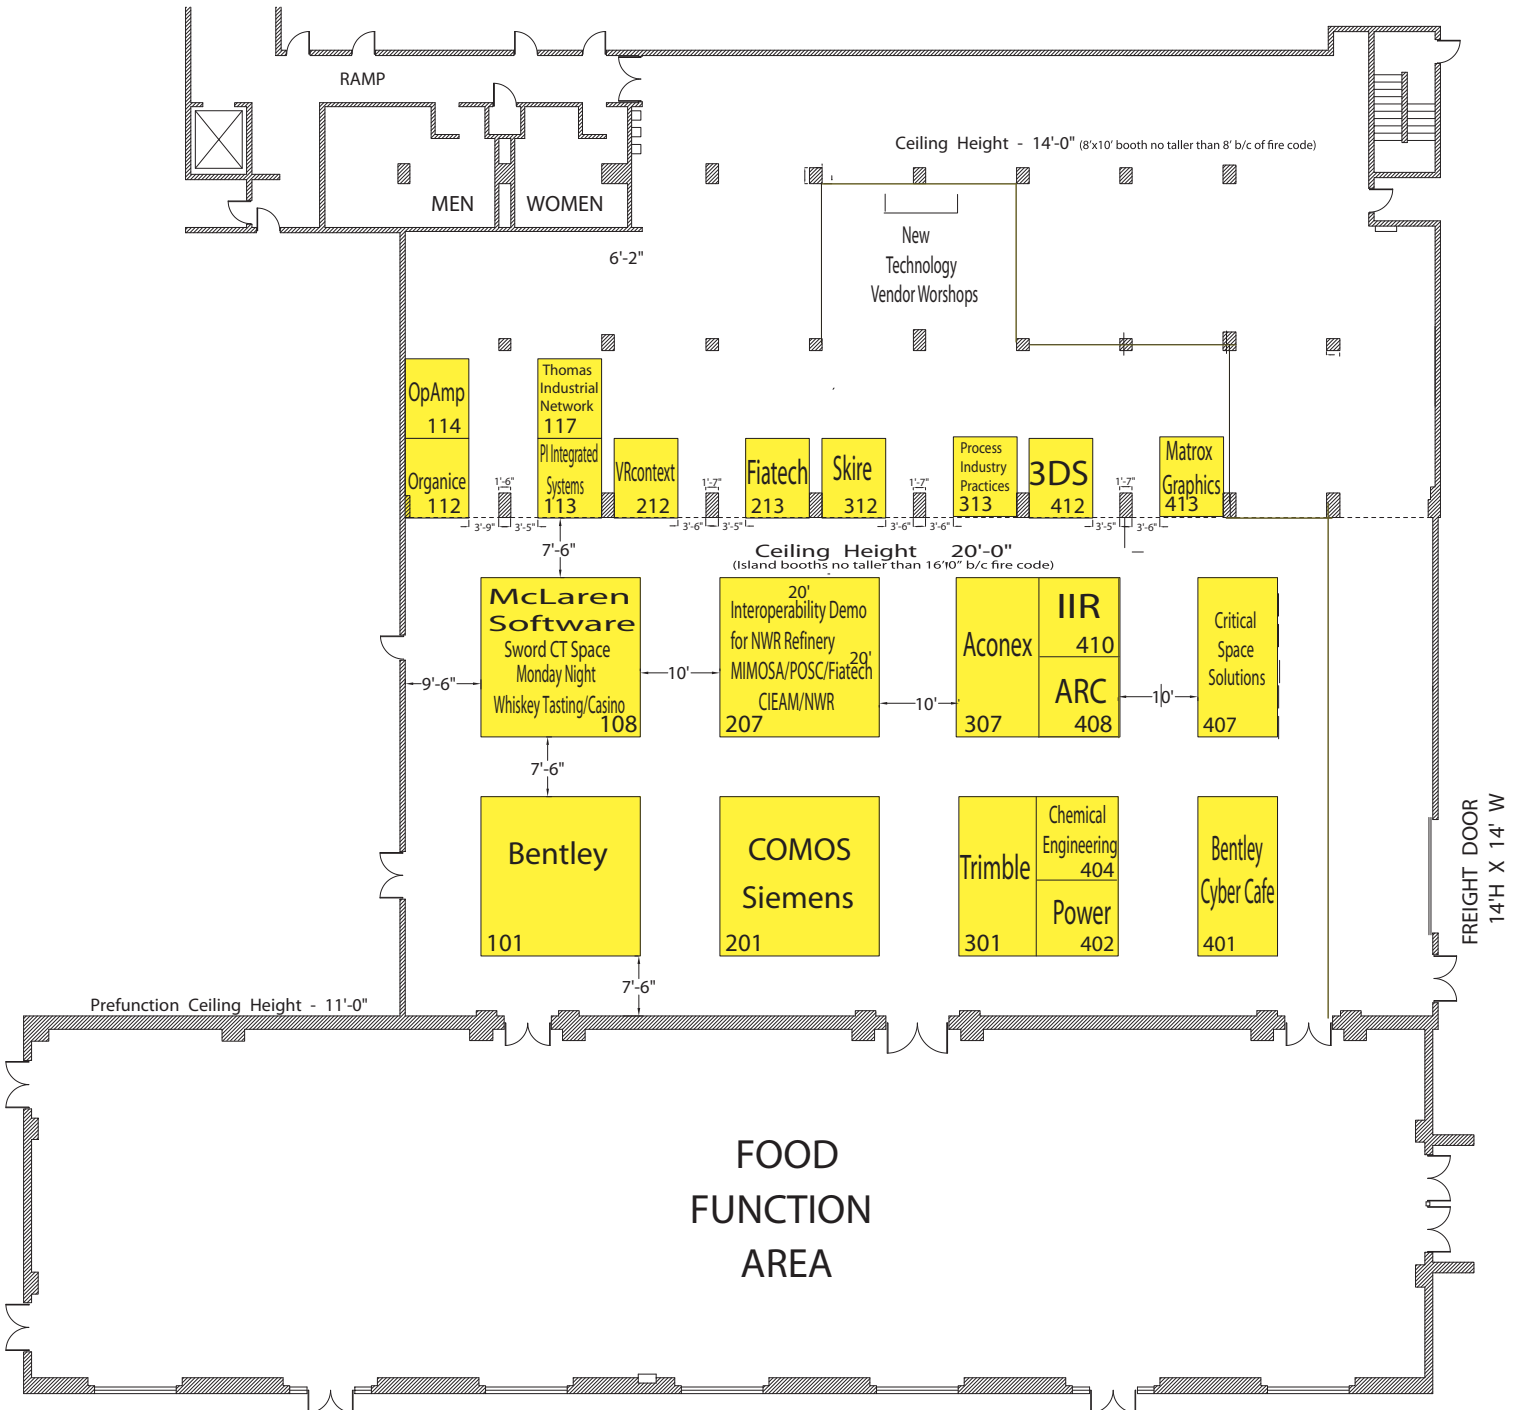 RAMP
Ceiling Height - 14'-0" (8'x10' booth no taller than 8' b/c of fire code)
MEN
WOMEN
New
Technology
Vendor Worshops
6'-2"
OpAmp
114
Thomas
Industrial
Network
117
Organice
112
1'-6"
PI Integrated
Systems
113
VRcontext
212
1'-7"
Fiatech
213
Skire
312
1'-7"
Process
Industry
Practices
313
3DS
412
1'-7"
Matrox
Graphics
413
3'-9"
3'-5"
3'-6"
3'-5"
3'-6"
3'-6"
3'-5"
3'-6"
7'-6"
Ceiling Height 20'-0"
(Island booths no taller than 16'0" b/c fire code)
McLaren
Software
Sword CT Space
Monday Night
Whiskey Tasting/Casino
108
20'
Interoperability Demo
for NWR Refinery
20'
MIMOSA/POSC/Fiatech
CIEAM/NWR
207
Aconex
307
IIR
410
ARC
408
Critical
Space
Solutions
407
9'-6"
10'
10'
10'
7'-6"
Bentley
101
COMOS
Siemens
201
Trimble
301
Chemical
Engineering
404
Power
402
Bentley
Cyber Cafe
401
FREIGHT DOOR
14'H X 14' W
7'-6"
Prefunction Ceiling Height - 11'-0"
FOOD
FUNCTION
AREA